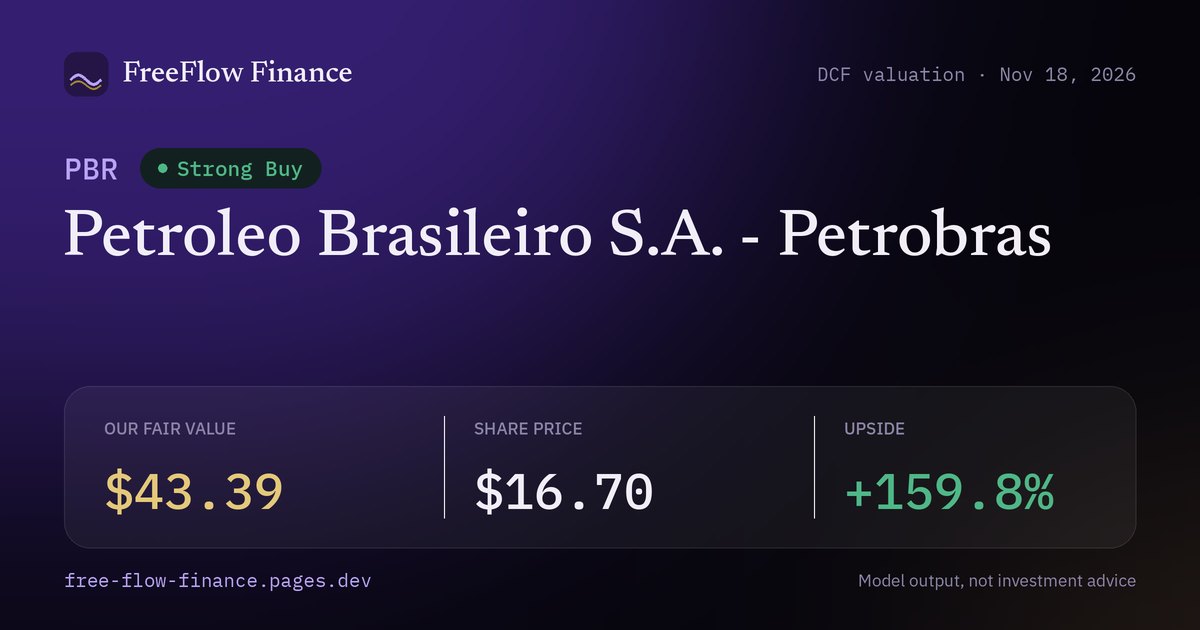 FreeFlow Finance
DCF valuation · Nov 18, 2026
PBR
Strong Buy
Petroleo Brasileiro S.A. - Petrobras
OUR FAIR VALUE
$43.39
SHARE PRICE
$16.70
UPSIDE
+159.8%
free-flow-finance.pages.dev
Model output, not investment advice